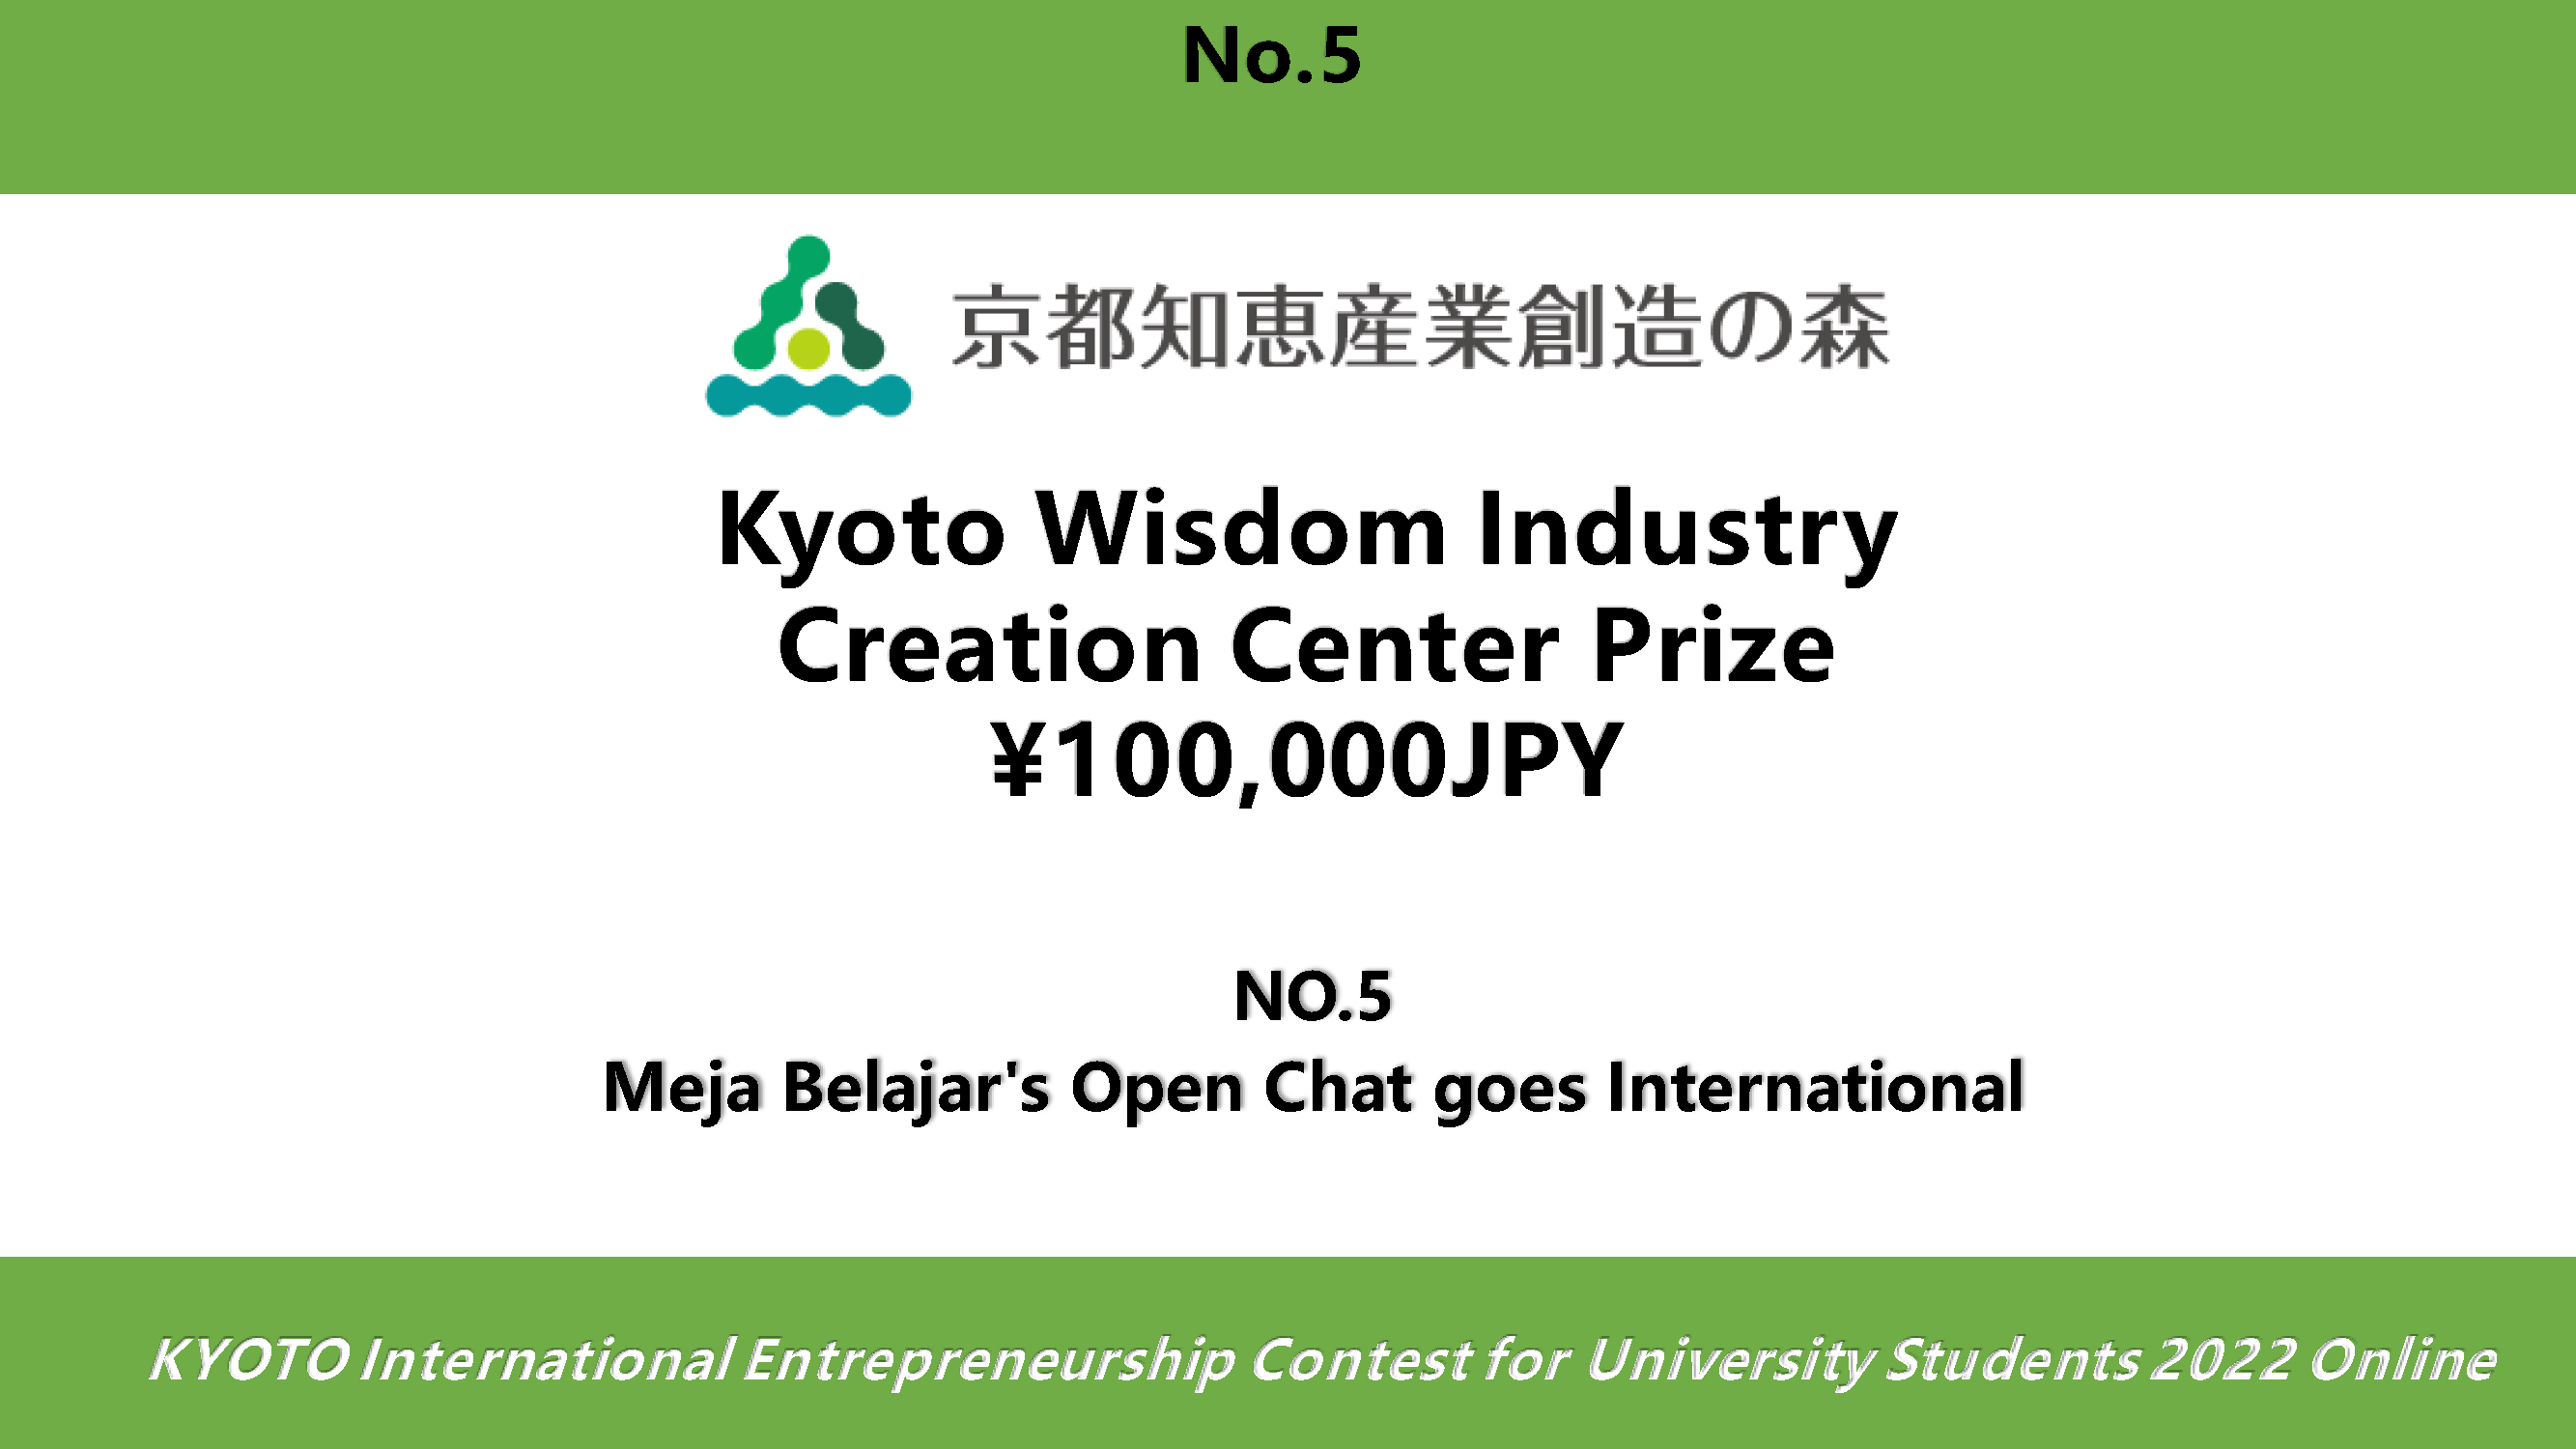 No.5
京都知恵産業創造の森
Kyoto Wisdom Industry
Creation Center Prize
¥100,000JPY
NO.5
Meja Belajar's Open Chat goes International
KYOTO International Entrepreneurship Contest for University Students 2022 Online